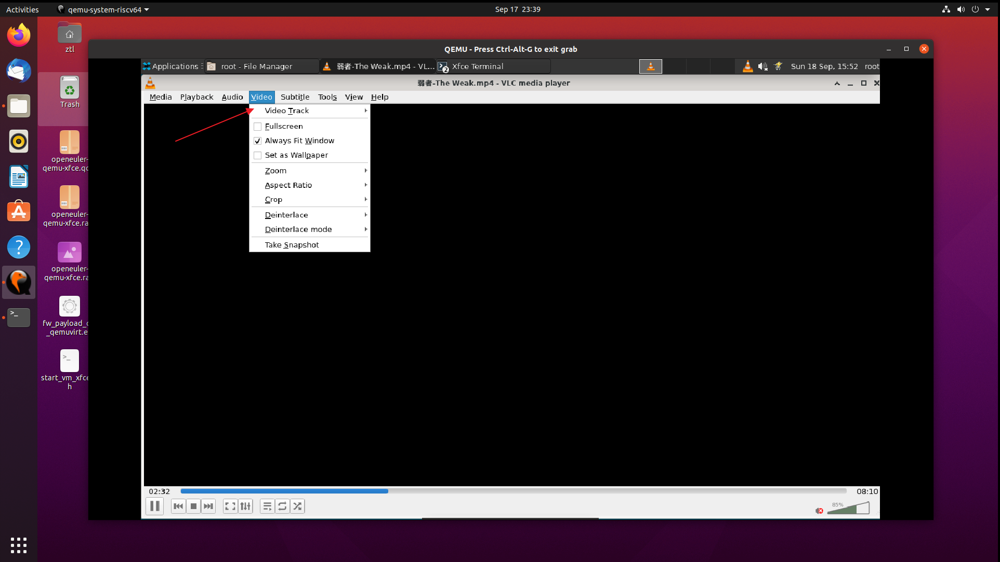 Activities
qemu-system-riscv64
Sep 17 23:39
ztl
Trash
openeuler-
qemu-xfce.qc
openeuler-
qemu-xfce.ra
openeuler-
qemu-xfce.ra
fw_payload_o
_qemuvirt.e
start_vm_xfce
h
QEMU - Press Ctrl-Alt-G to exit grab
Applications
root - File Manager
弱者-The Weak.mp4 - VL...
2
Xfce Terminal
Sun 18 Sep, 15:52
root
弱者-The Weak.mp4 - VLC media player
Media
Playback
Audio
Video
Subtitle
Tools
View
Help
Video Track
Fullscreen
Always Fit Window
Set as Wallpaper
Zoom
Aspect Ratio
Crop
Deinterlace
Deinterlace mode
Take Snapshot
02:32
08:10
85%